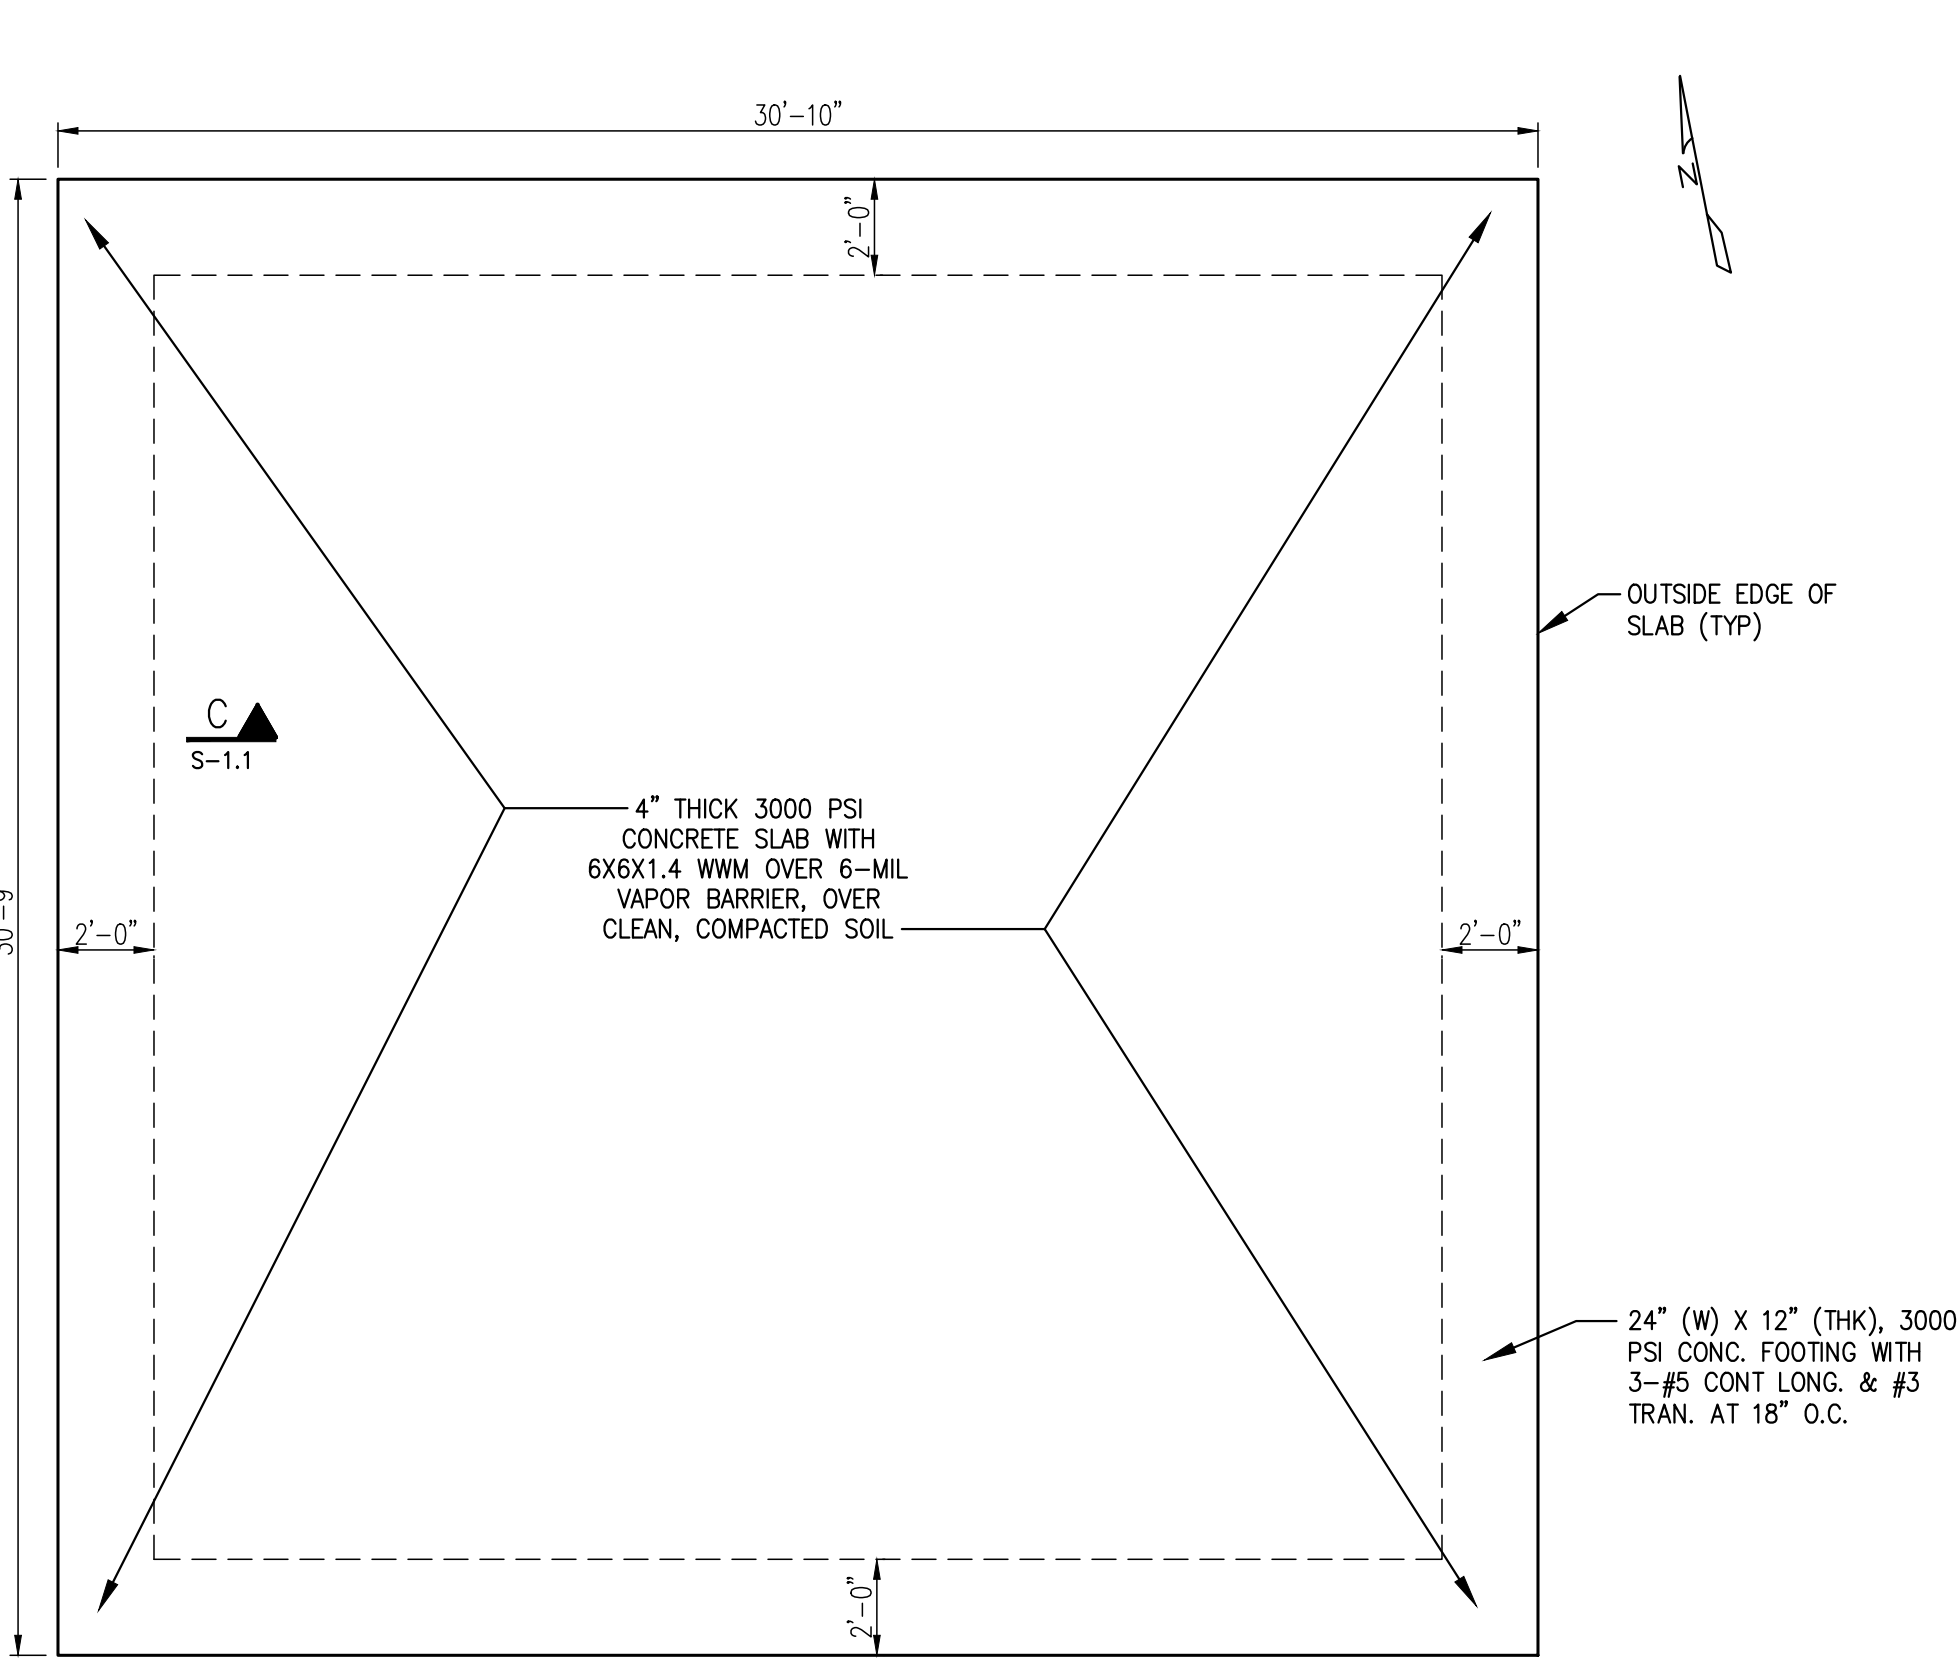 30'-10"
2'-0"
N
OUTSIDE EDGE OF
SLAB (TYP)
C
S-1.1
4" THICK 3000 PSI
CONCRETE SLAB WITH
6X6X1.4 WWM OVER 6-MIL
VAPOR BARRIER, OVER
CLEAN, COMPACTED SOIL
2'-0"
2'-0"
24" (W) X 12" (THK), 3000
PSI CONC. FOOTING WITH
3-#5 CONT LONG. & #3
TRAN. AT 18" O.C.
2'-0"